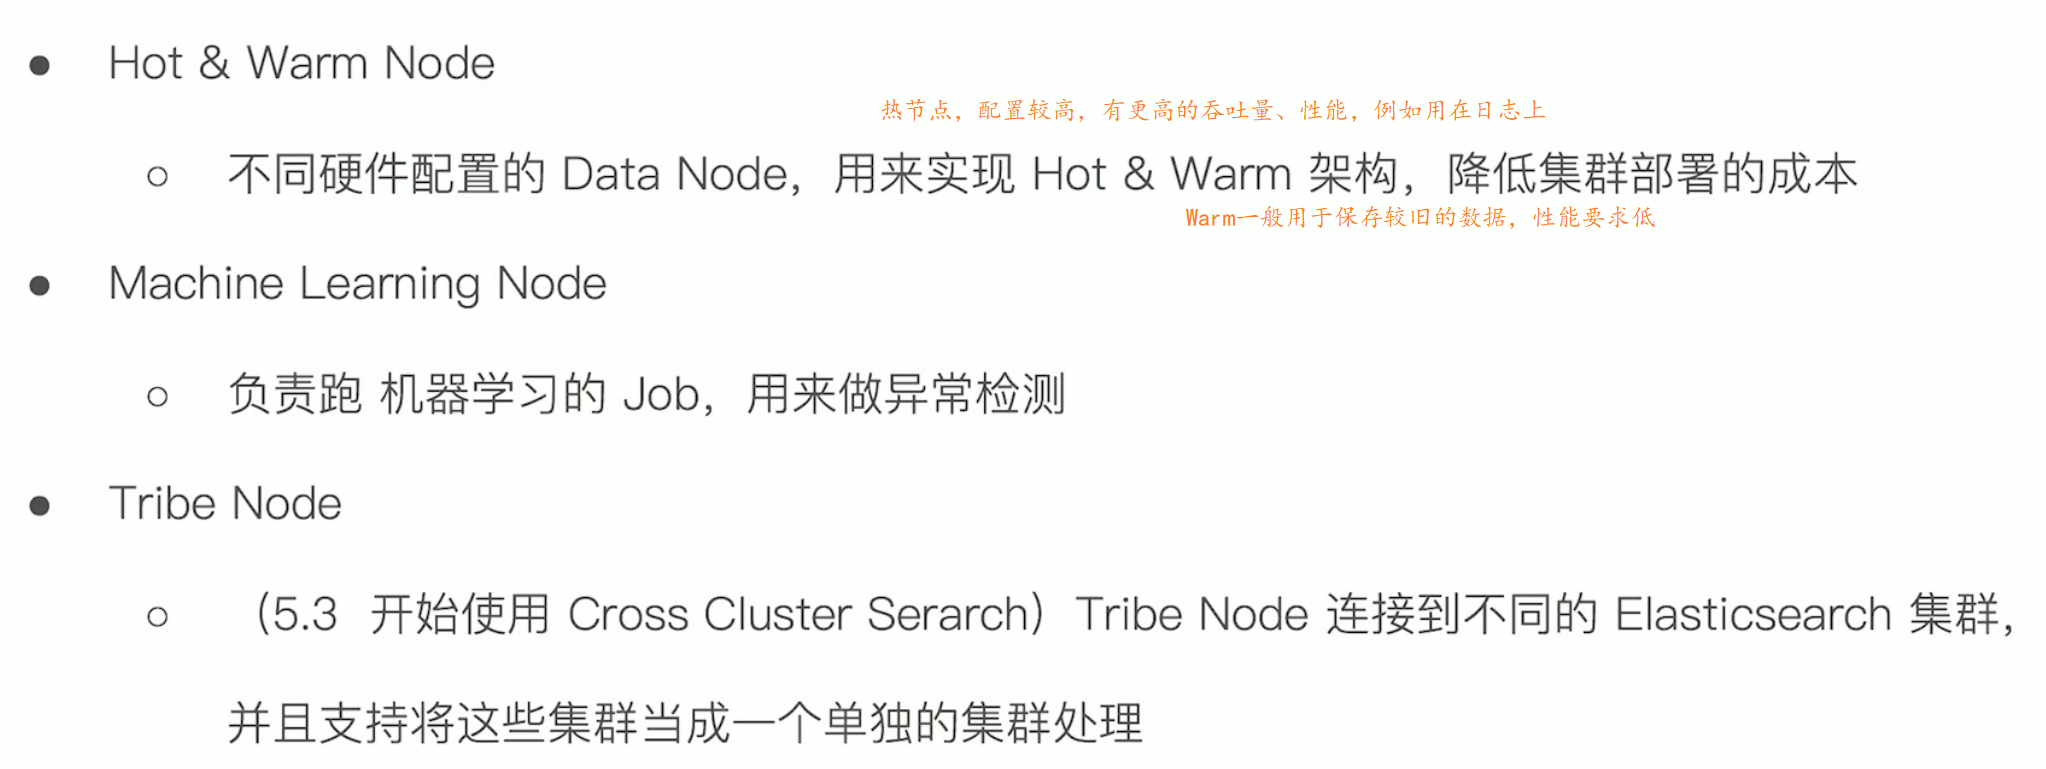 ● Hot & Warm Node
热节点，配置较高，有更高的吞吐量、性能，例如用在日志上
○ 不同硬件配置的 Data Node，用来实现 Hot & Warm 架构，降低集群部署的成本
Warm一般用于保存较旧的数据，性能要求低
● Machine Learning Node
○ 负责跑 机器学习的 Job，用来做异常检测
● Tribe Node
○ （5.3 开始使用 Cross Cluster Serarch）Tribe Node 连接到不同的 Elasticsearch 集群，
并且支持将这些集群当成一个单独的集群处理